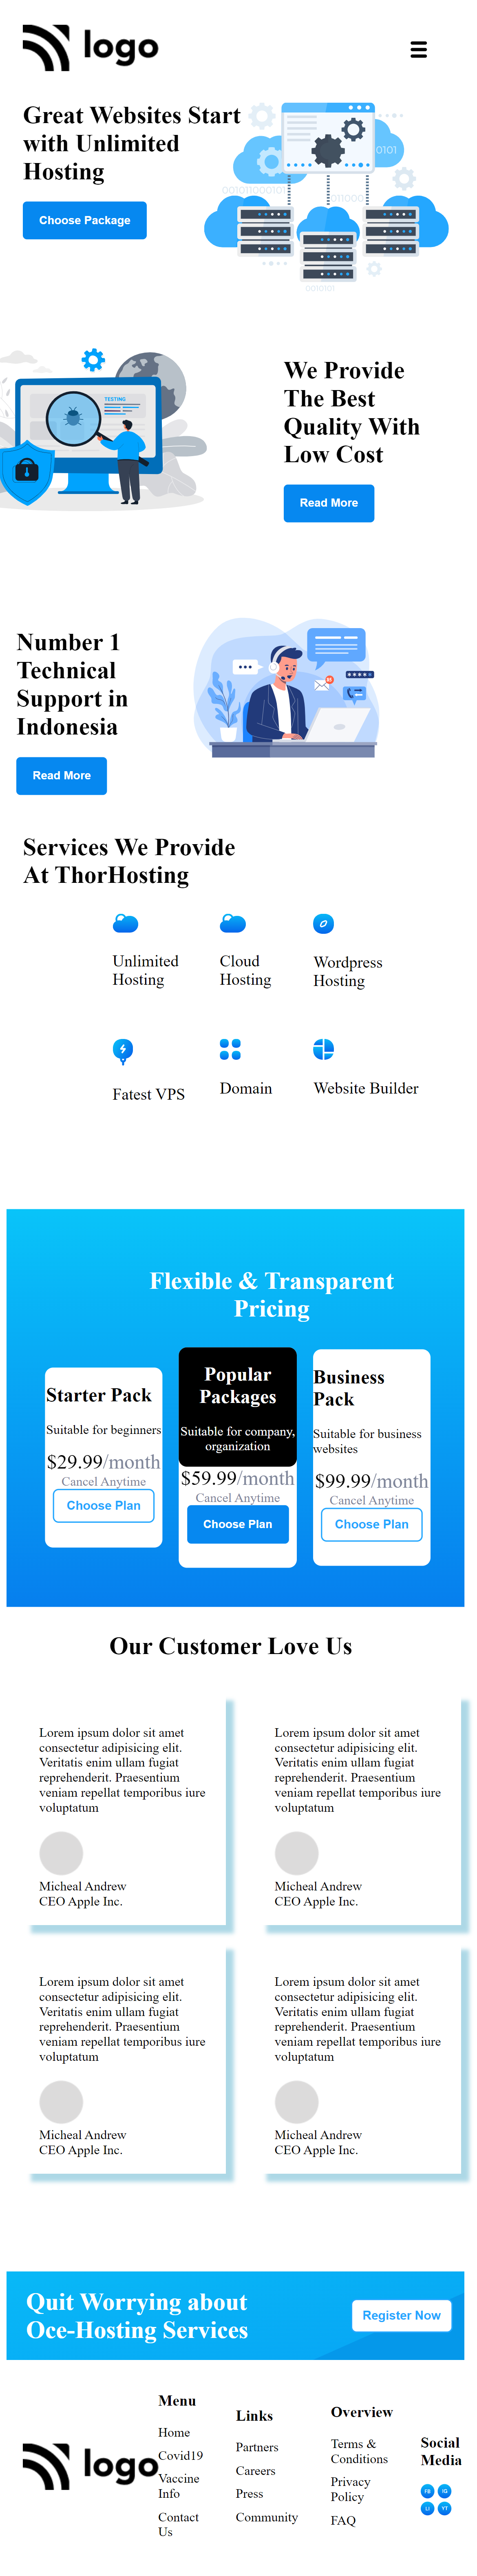 logo
Great Websites Start
with Unlimited
Hosting
Choose Package
0101
001011000101
011000
0010101
TESTING
We Provide
The Best
Quality With
Low Cost
Read More
Number 1
Technical
Support in
Indonesia
Read More
Services We Provide
At ThorHosting
Unlimited
Hosting
Cloud
Hosting
Wordpress
Hosting
Fatest VPS
Domain
Website Builder
Flexible & Transparent
Pricing
Starter Pack
Suitable for beginners
$29.99/month
Cancel Anytime
Choose Plan
Popular
Packages
Suitable for company,
organization
$59.99/month
Cancel Anytime
Choose Plan
Business
Pack
Suitable for business
websites
$99.99/month
Cancel Anytime
Choose Plan
Our Customer Love Us
Lorem ipsum dolor sit amet
consectetur adipisicing elit.
Veritatis enim ullam fugiat
reprehenderit. Praesentium
veniam repellat temporibus iure
voluptatum
Micheal Andrew
CEO Apple Inc.
Lorem ipsum dolor sit amet
consectetur adipisicing elit.
Veritatis enim ullam fugiat
reprehenderit. Praesentium
veniam repellat temporibus iure
voluptatum
Micheal Andrew
CEO Apple Inc.
Lorem ipsum dolor sit amet
consectetur adipisicing elit.
Veritatis enim ullam fugiat
reprehenderit. Praesentium
veniam repellat temporibus iure
voluptatum
Micheal Andrew
CEO Apple Inc.
Lorem ipsum dolor sit amet
consectetur adipisicing elit.
Veritatis enim ullam fugiat
reprehenderit. Praesentium
veniam repellat temporibus iure
voluptatum
Micheal Andrew
CEO Apple Inc.
Quit Worrying about
Oce-Hosting Services
Register Now
logo
Menu
Home
Covid19
Vaccine
Info
Contact
Us
Links
Partners
Careers
Press
Community
Overview
Terms &
Conditions
Privacy
Policy
FAQ
Social
Media
FB
IG
LI
YT